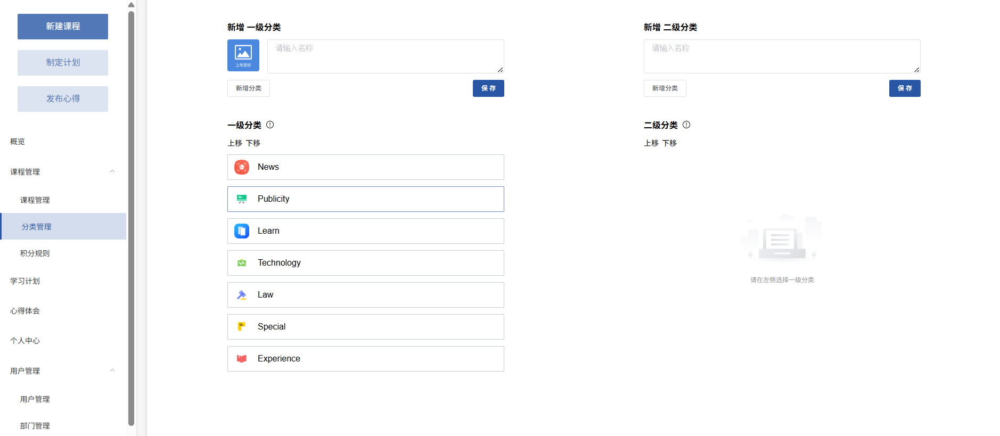 新建课程
制定计划
发布心得
概览
课程管理
课程管理
分类管理
积分规则
学习计划
心得体会
个人中心
用户管理
用户管理
部门管理
新增 一级分类
上传图标
请输入名称
新增分类
保 存
一级分类
上移 下移
News
Publicity
Learn
Technology
Law
Special
Experience
新增 二级分类
请输入名称
新增分类
保 存
二级分类
上移 下移
请在左侧选择一级分类